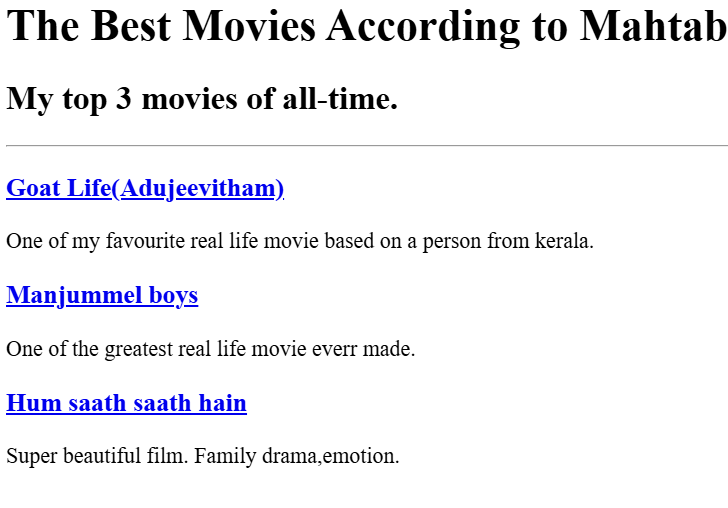 The Best Movies According to Mahtab
My top 3 movies of all-time.
Goat Life(Adujeevitham)
One of my favourite real life movie based on a person from kerala.
Manjummel boys
One of the greatest real life movie everr made.
Hum saath saath hain
Super beautiful film. Family drama,emotion.